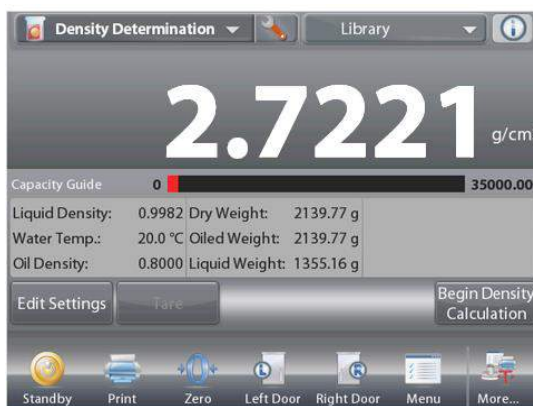 Density Determination Library
2.7221 g/cm
Capacity Guide 0 35000.00
Liquid Density: 0.9982 Dry Weight: 2139.77 g
Water Temp.: 20.0 °C Oiled Weight: 2139.77 g
Oil Density: 0.8000 Liquid Weight: 1355.16 g
Edit Settings Tare Begin Density
Calculation
L R
Standby Print Zero Left Door Right Door Menu More...